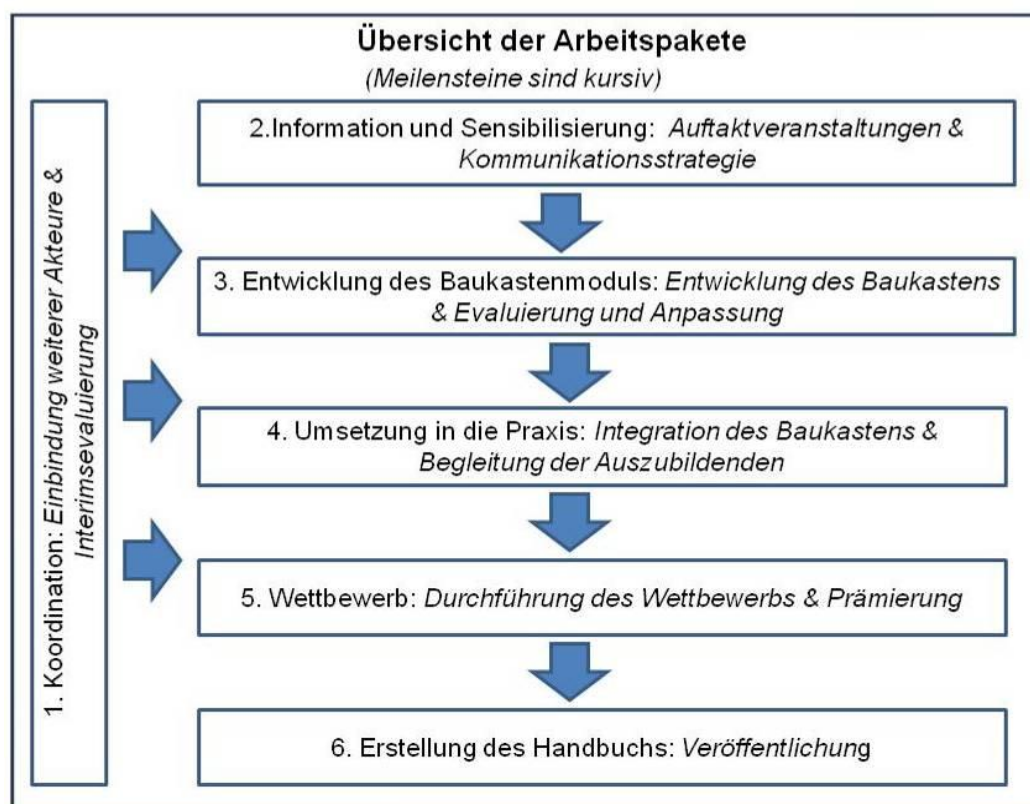 Übersicht der Arbeitspakete
(Meilensteine sind kursiv)
1. Koordination: Einbindung weiterer Akteure &
Interimsevaluierung
2.Information und Sensibilisierung: Auftaktveranstaltungen &
Kommunikationsstrategie
3. Entwicklung des Baukastenmoduls: Entwicklung des Baukastens
& Evaluierung und Anpassung
4. Umsetzung in die Praxis: Integration des Baukastens &
Begleitung der Auszubildenden
5. Wettbewerb: Durchführung des Wettbewerbs & Prämierung
6. Erstellung des Handbuchs: Veröffentlichung